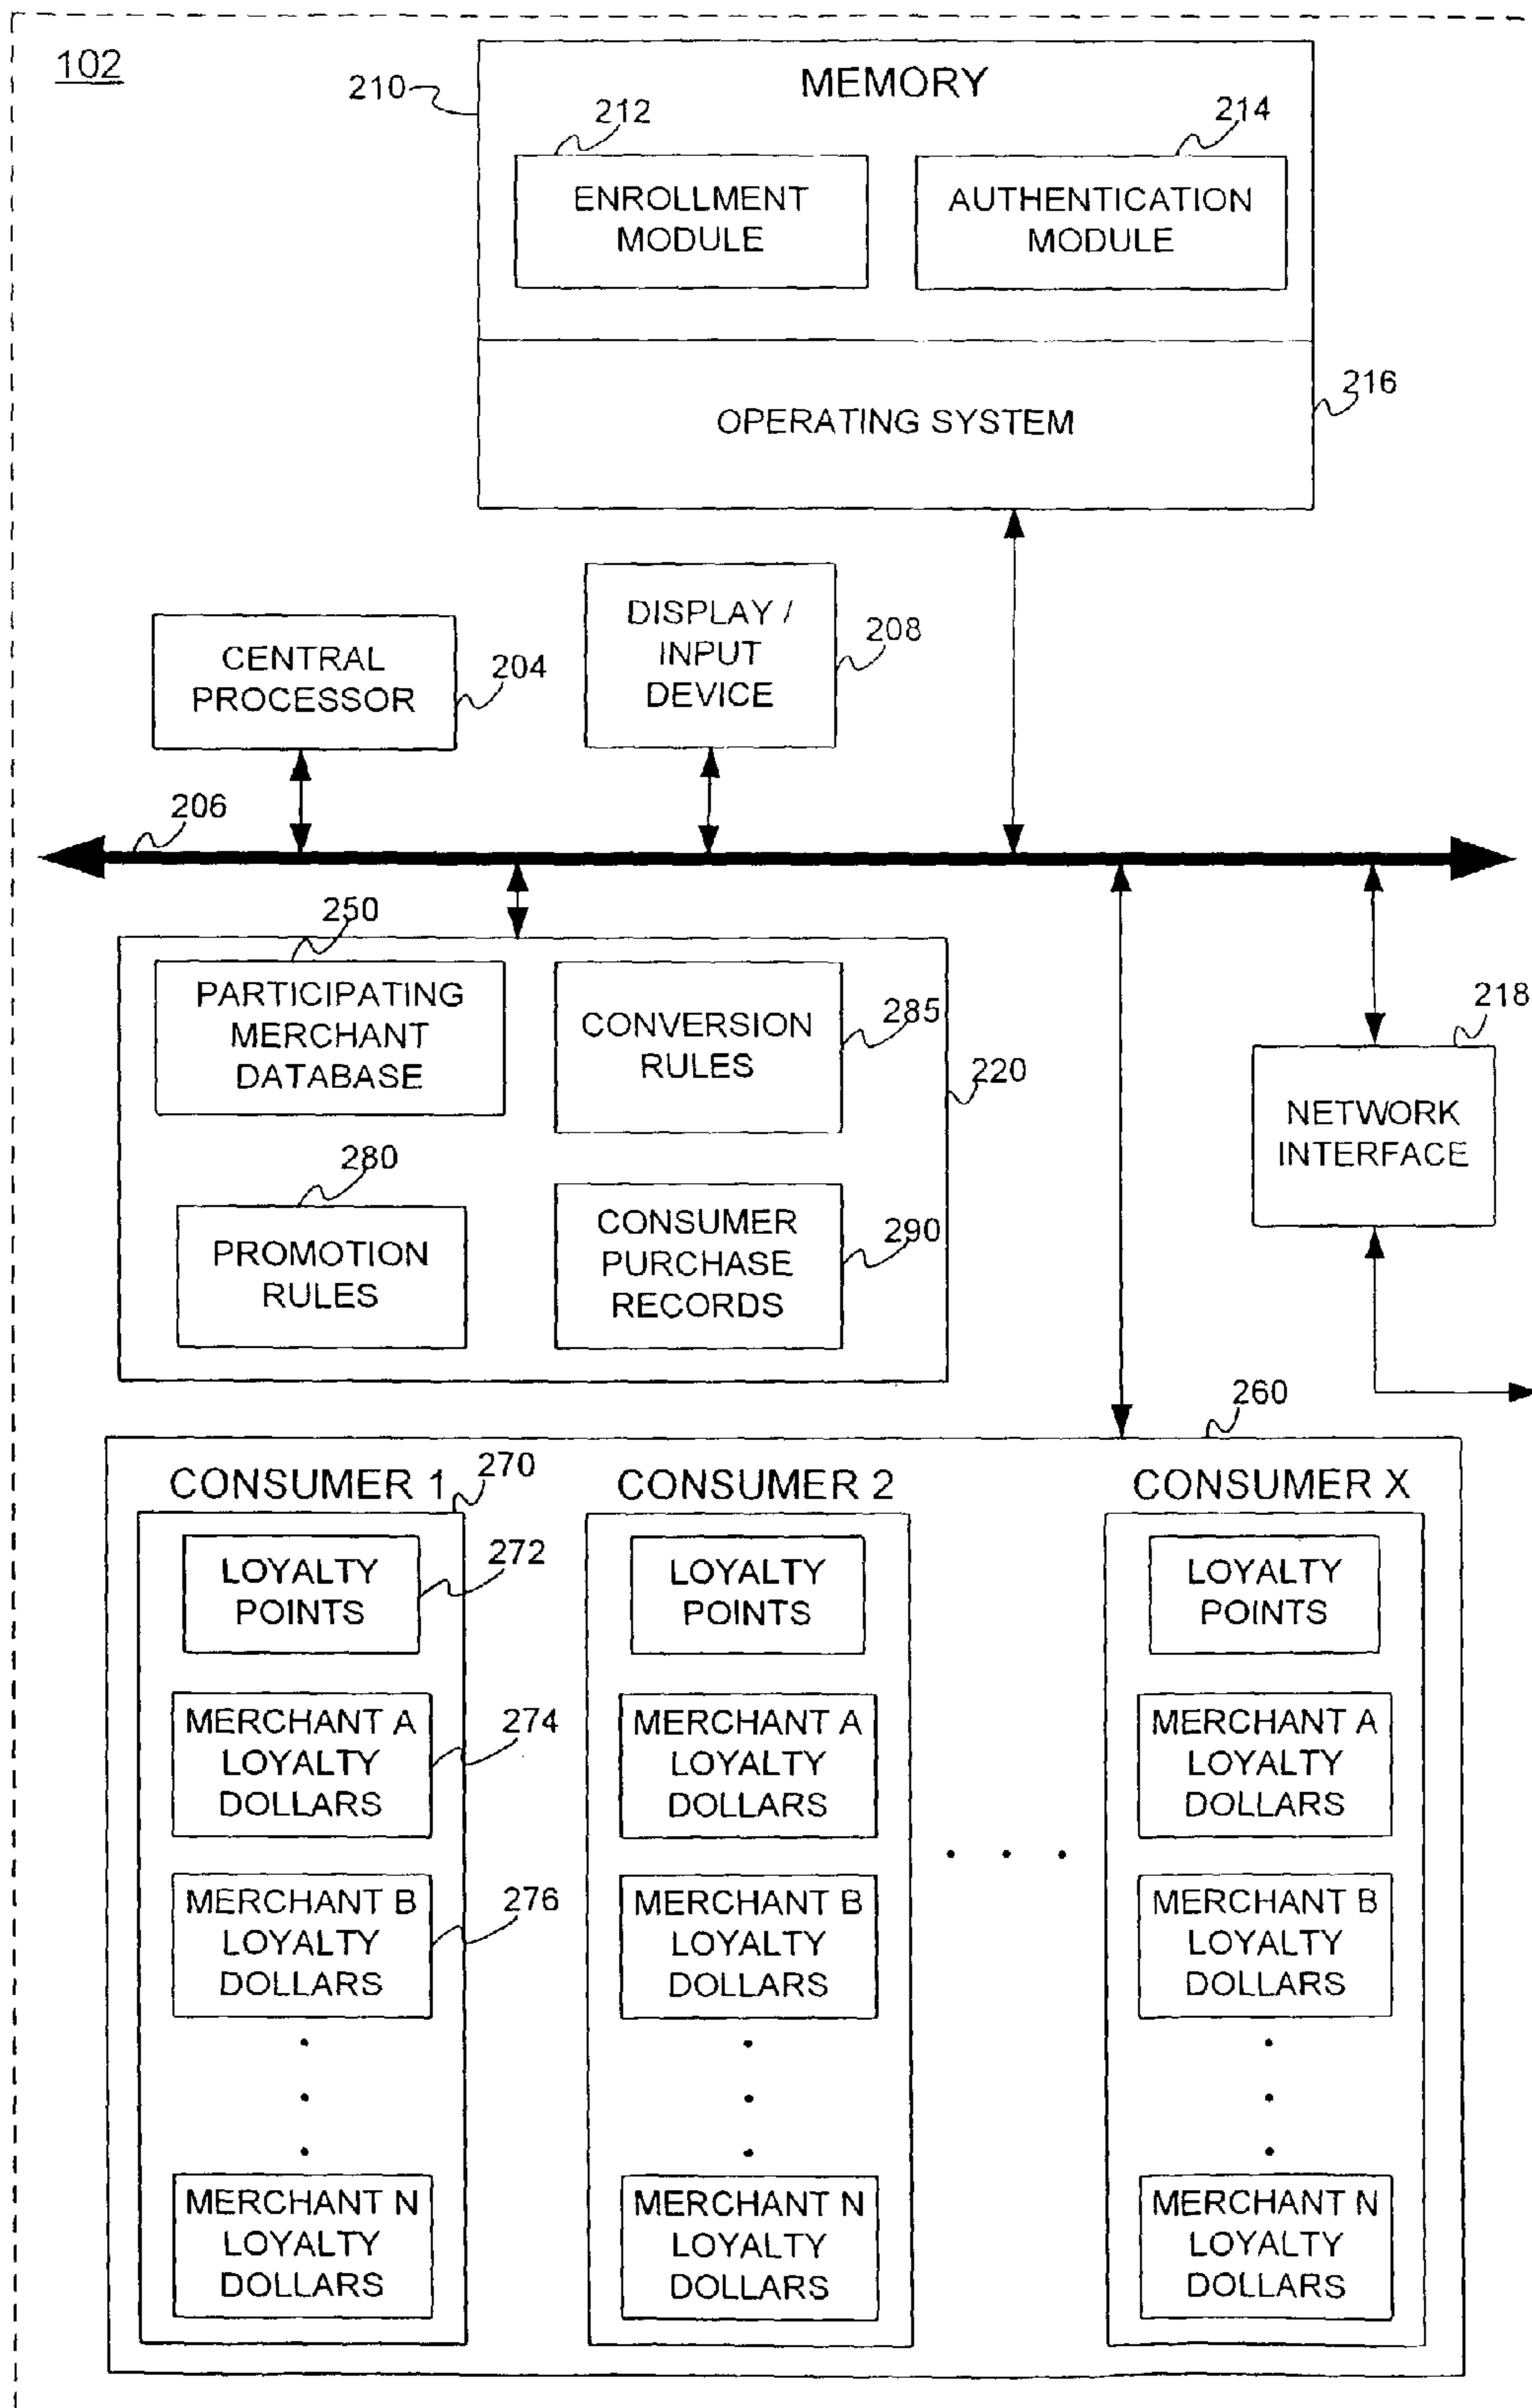 102
210
MEMORY
212
214
ENROLLMENT
MODULE
AUTHENTICATION
MODULE
216
OPERATING SYSTEM
CENTRAL
PROCESSOR
204
DISPLAY /
INPUT
DEVICE
208
206
250
PARTICIPATING
MERCHANT
DATABASE
CONVERSION
RULES
285
220
218
NETWORK
INTERFACE
280
PROMOTION
RULES
CONSUMER
PURCHASE
RECORDS
290
260
CONSUMER 1
270
LOYALTY
POINTS
272
MERCHANT A
LOYALTY
DOLLARS
274
MERCHANT B
LOYALTY
DOLLARS
276
MERCHANT N
LOYALTY
DOLLARS
CONSUMER 2
LOYALTY
POINTS
MERCHANT A
LOYALTY
DOLLARS
MERCHANT B
LOYALTY
DOLLARS
MERCHANT N
LOYALTY
DOLLARS
CONSUMER X
LOYALTY
POINTS
MERCHANT A
LOYALTY
DOLLARS
MERCHANT B
LOYALTY
DOLLARS
MERCHANT N
LOYALTY
DOLLARS